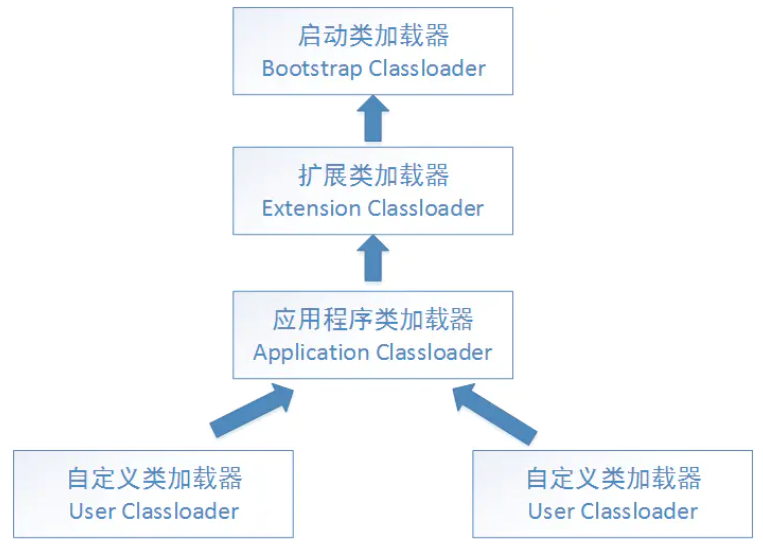 启动类加载器
Bootstrap Classloader
扩展类加载器
Extension Classloader
应用程序类加载器
Application Classloader
自定义类加载器
User Classloader
自定义类加载器
User Classloader